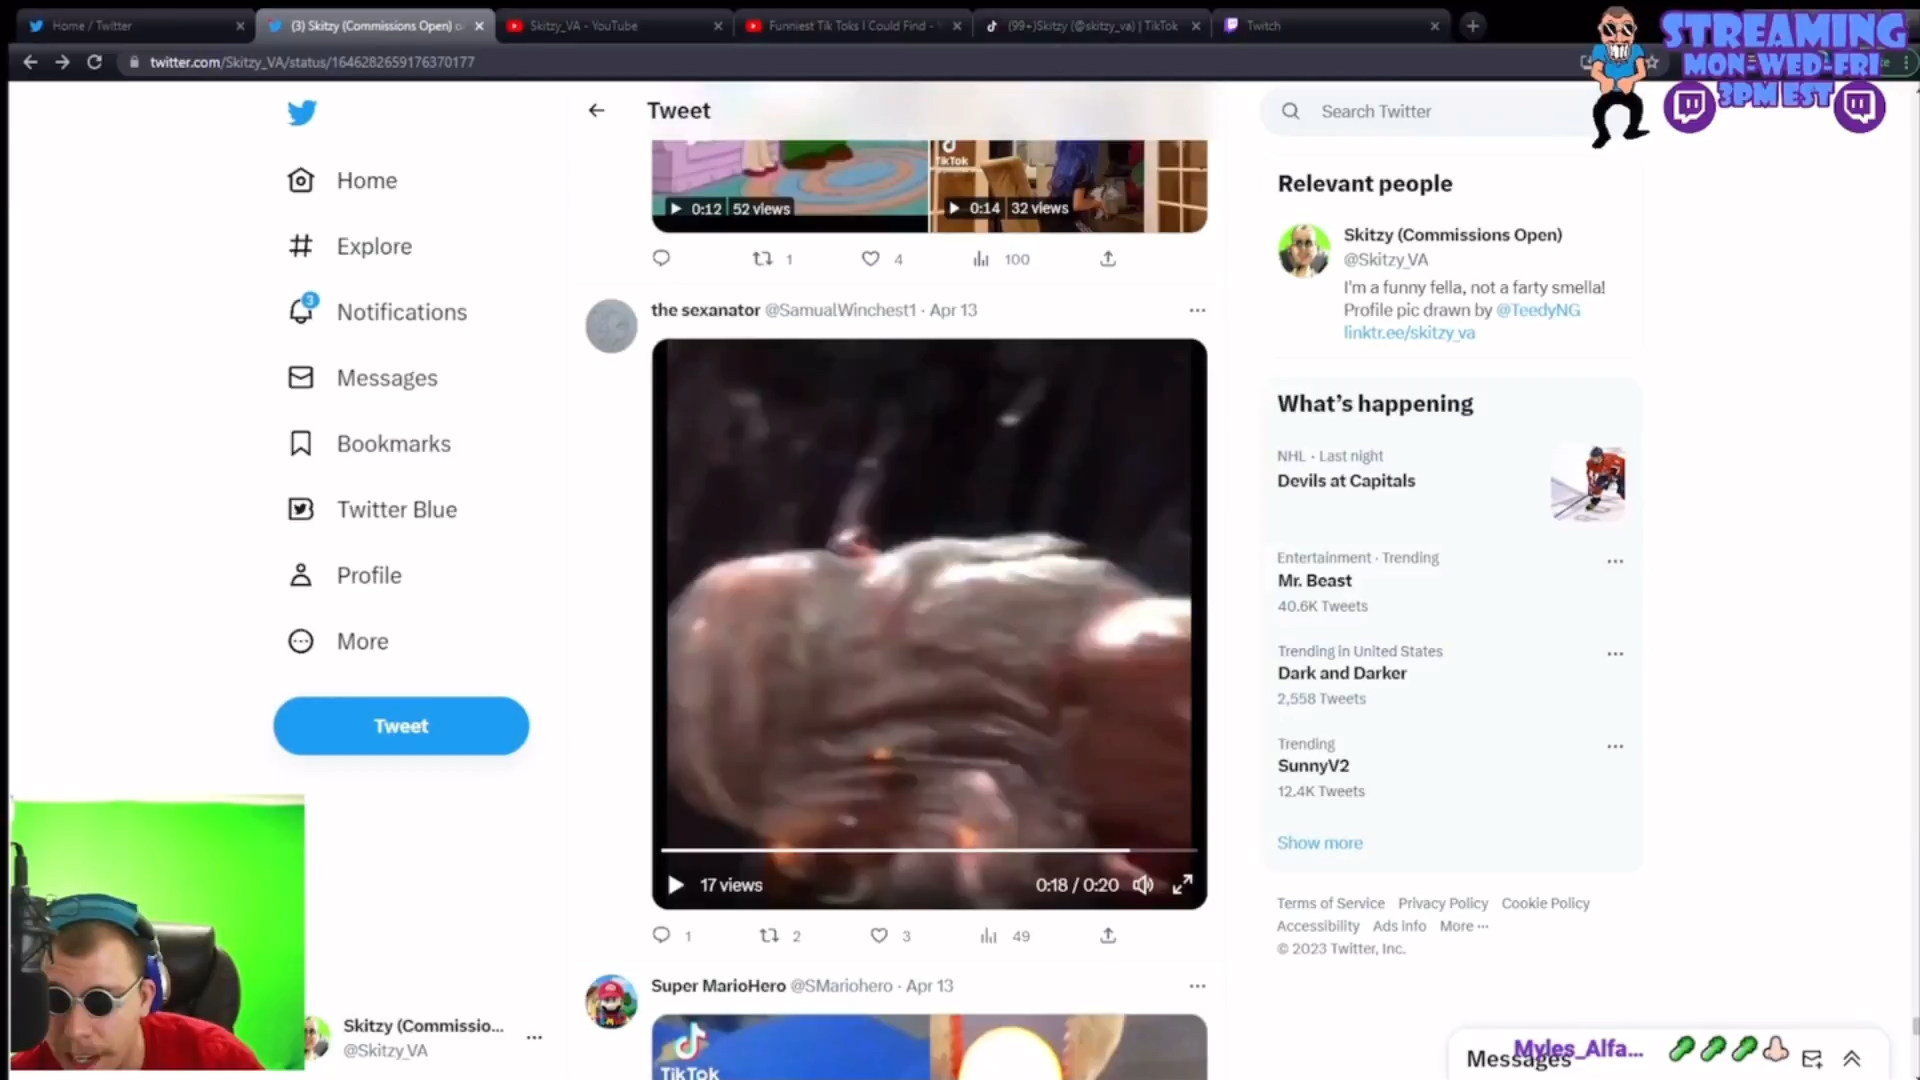 Home / Twitter
(3) Skitzy (Commissions Open) o
Skitzy_VA - YouTube
Funniest Tik Toks I Could Find -
(99+)Skitzy (@skitzy_va) | TikTok
Twitch
STREAMING
MON-WED-FRI
3PM EST
twitter.com/Skitzy_VA/status/1646282659176370177
Tweet
Search Twitter
Home
Explore
3
Notifications
Messages
Bookmarks
Twitter Blue
Profile
More
Tweet
TikTok
0:12 52 views
0:14 32 views
1 4 100
the sexanator @SamualWinchest1 · Apr 13
17 views
0:18 / 0:20
1 2 3 49
Super MarioHero @SMariohero · Apr 13
TikTok
Relevant people
Skitzy (Commissions Open)
@Skitzy_VA
I'm a funny fella, not a farty smella!
Profile pic drawn by @TeedyNG
linktr.ee/skitzy_va
What's happening
NHL · Last night
Devils at Capitals
Entertainment · Trending
Mr. Beast
40.6K Tweets
Trending in United States
Dark and Darker
2,558 Tweets
Trending
SunnyV2
12.4K Tweets
Show more
Terms of Service Privacy Policy Cookie Policy
Accessibility Ads info More ···
© 2023 Twitter, Inc.
Skitzy (Commissio...
@Skitzy_VA
Myles_Alfa...
Messages